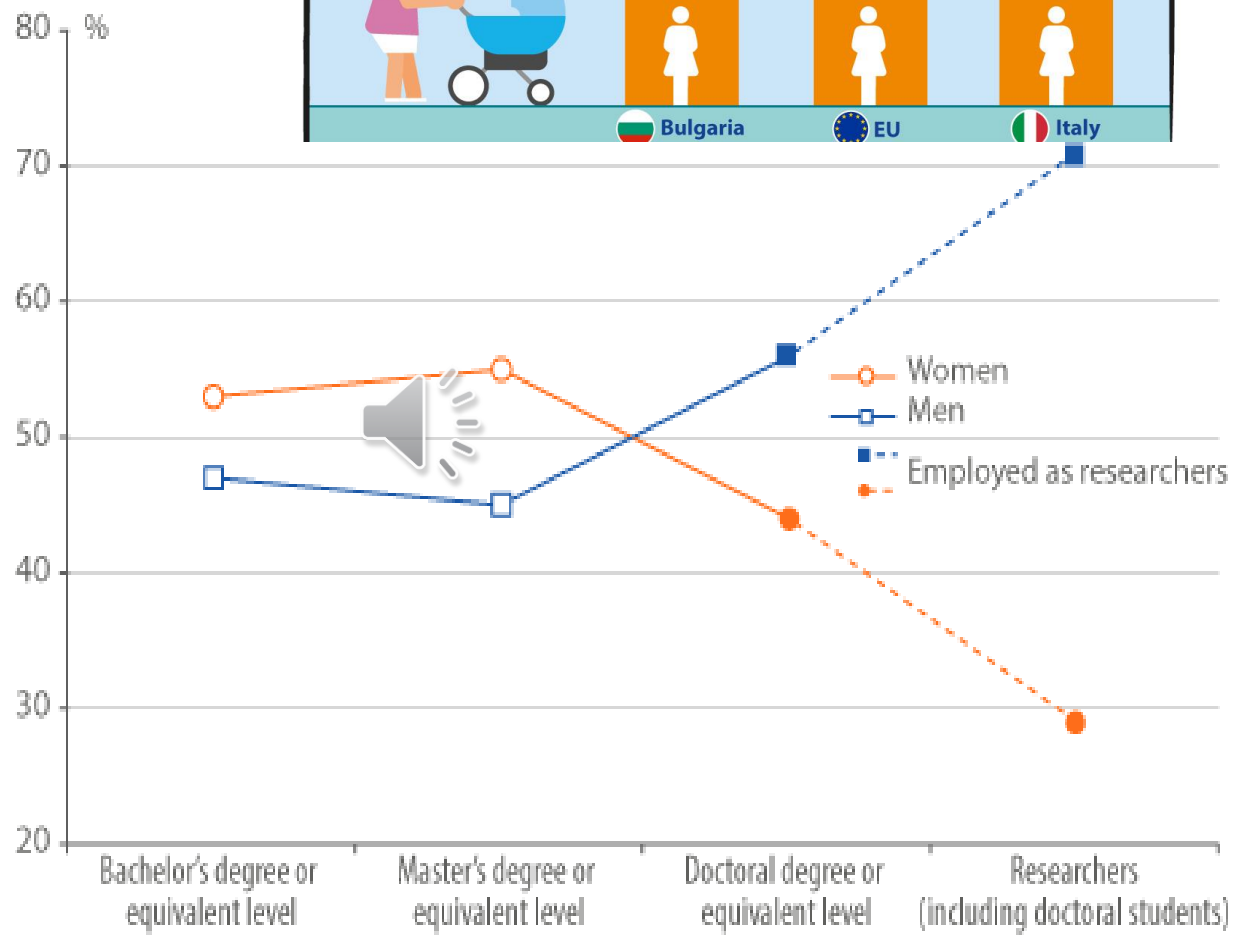 80 %
Bulgaria EU Italy
70
60
Women
Men
50
Employed as researchers
40
30
20
Bachelor's degree or
equivalent level
Master's degree or
equivalent level
Doctoral degree or
equivalent level
Researchers
(including doctoral students)